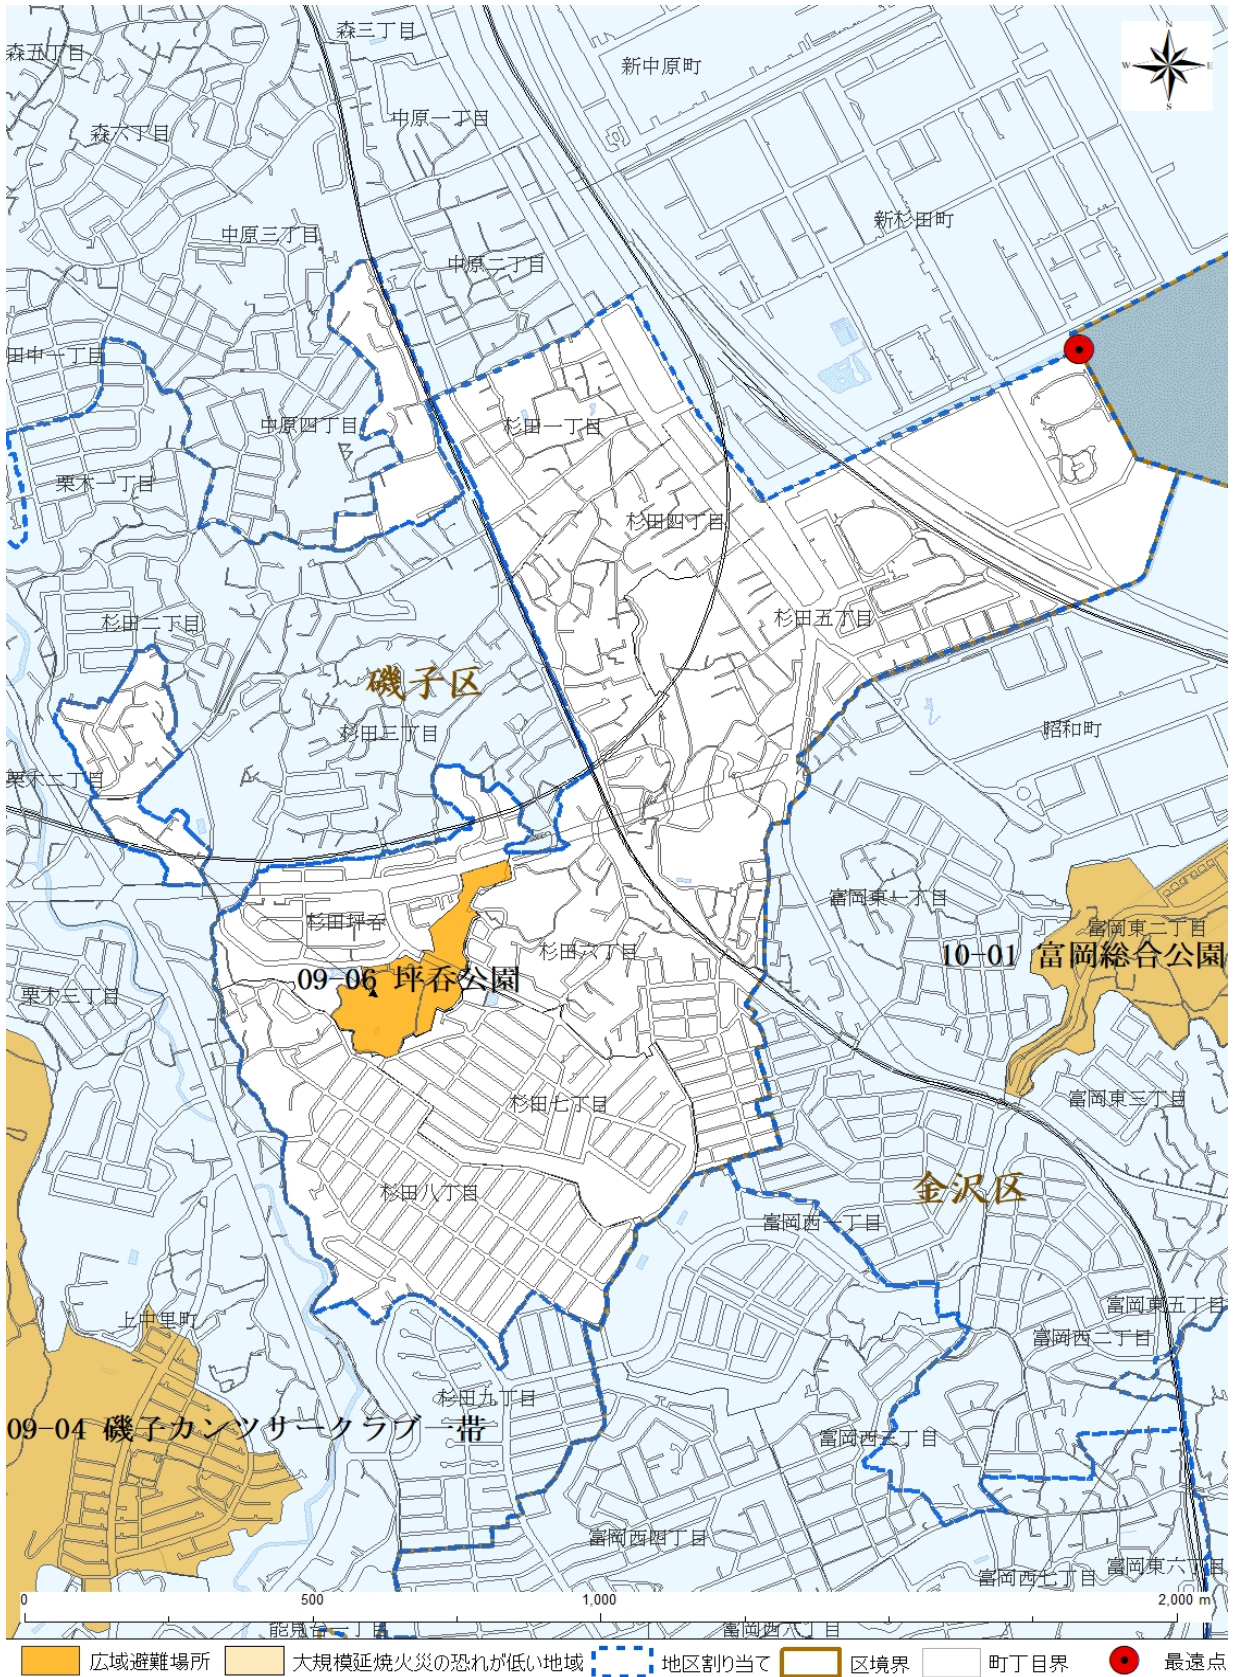 森三丁目
森五丁目
新中原町
N
W E
S
中原一丁目
森六丁目
新杉田町
中原三丁目
中原二丁目
田中一丁目
中原四丁目
杉田一丁目
栗木一丁目
杉田四丁目
杉田二丁目
杉田五丁目
磯子区
杉田三丁目
昭和町
栗木二丁目
富岡東一丁目
杉田坪呑
富岡東二丁目
杉田六丁目
10-01 富岡総合公園
09-06 坪呑公園
栗木三丁目
杉田七丁目
富岡東三丁目
杉田八丁目
金沢区
富岡西一丁目
上中里町
富岡東五丁目
富岡西二丁目
杉田九丁目
09-04 磯子カンツリークラブ一帯
富岡西三丁目
富岡西四丁目
富岡東六丁目
富岡西七丁目
0 500 1,000 2,000 m
能見台一丁目
富岡西六丁目
広域避難場所 大規模延焼火災の恐れが低い地域 地区割り当て 区境界 町丁目界 最遠点